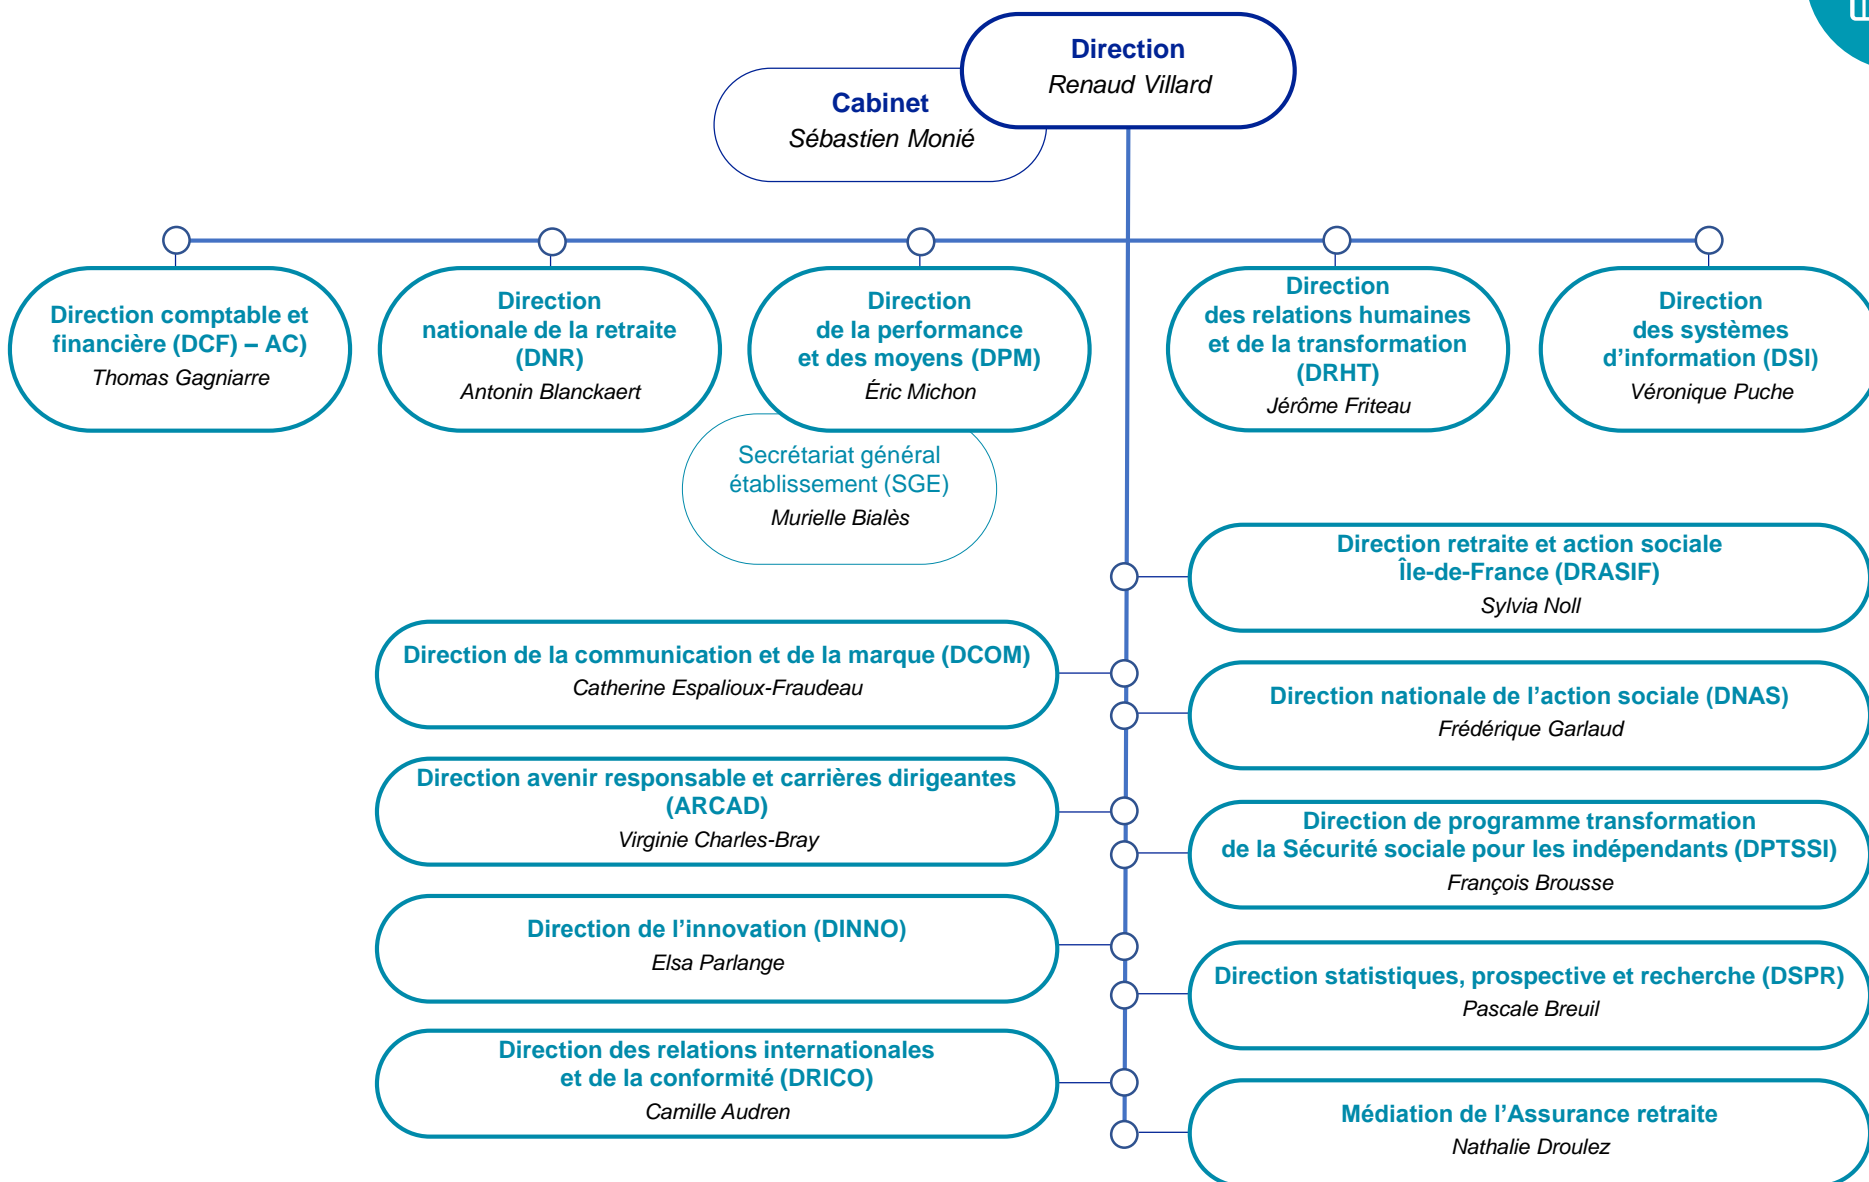 Direction
Renaud Villard
Cabinet
Sébastien Monié
Direction comptable et
financière (DCF) – AC)
Thomas Gagniarre
Direction
nationale de la retraite
(DNR)
Antonin Blanckaert
Direction
de la performance
et des moyens (DPM)
Éric Michon
Direction
des relations humaines
et de la transformation
(DRHT)
Jérôme Friteau
Direction
des systèmes
d’information (DSI)
Véronique Puche
Secrétariat général
établissement (SGE)
Murielle Bialès
Direction retraite et action sociale
Île-de-France (DRASIF)
Sylvia Noll
Direction de la communication et de la marque (DCOM)
Catherine Espalioux-Fraudeau
Direction nationale de l’action sociale (DNAS)
Frédérique Garlaud
Direction avenir responsable et carrières dirigeantes
(ARCAD)
Virginie Charles-Bray
Direction de programme transformation
de la Sécurité sociale pour les indépendants (DPTSSI)
François Brousse
Direction de l’innovation (DINNO)
Elsa Parlange
Direction statistiques, prospective et recherche (DSPR)
Pascale Breuil
Direction des relations internationales
et de la conformité (DRICO)
Camille Audren
Médiation de l’Assurance retraite
Nathalie Droulez